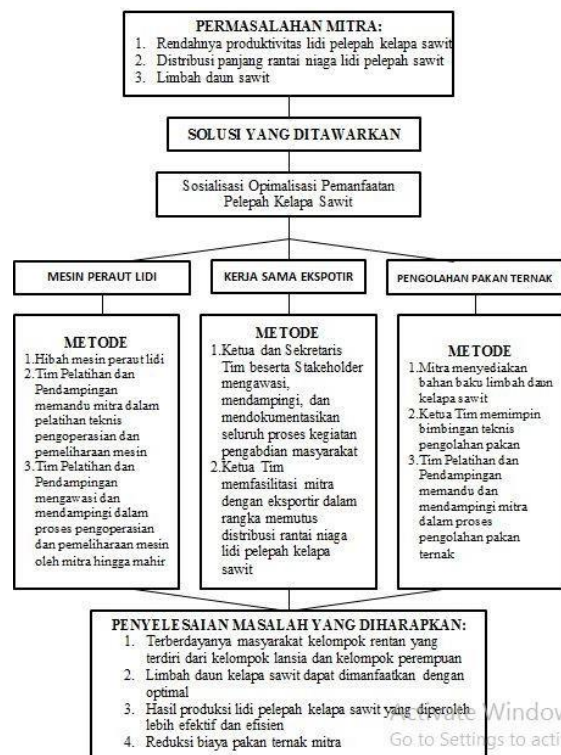 PERMASALAHAN MITRA:
1. Rendahnya produktivitas lidi pelepah kelapa sawit
2. Distribusi panjang rantai niaga lidi pelepah sawit
3. Limbah daun sawit
SOLUSI YANG DITAWARKAN
Sosialisasi Opimalisasi Pemanfaatan
Pelepah Kelapa Sawit
MESIN PERAUT LIDI
KERJA SAMA EKSPOTIR
PENGOLAHAN PAKAN TERNAK
METODE
1.Hibah mesin peraut lidi
2.Tim Pelatihan dan
Pendampingan
memandu mitra dalam
pelatihan teknis
pengoperasian dan
pemeliharaan mesin
3.Tim Pelatihan dan
Pendampingan
mengawasi dan
mendampingi dalam
proses pengoperasian
dan pemeliharaan mesin
oleh mitra hingga mahir
METODE
1.Ketua dan Sekretaris
Tim beserta Stakeholder
mengawasi,
mendampingi, dan
mendokumentasikan
seluruh proses kegiatan
pengabdian masyarakat
2.Ketua Tim
memfasilitasi mitra
dengan eksportir dalam
rangka memutus
distribusi rantai niaga
lidi pelepah kelapa
sawit
METODE
1.Mitra menyediakan
bahan baku limbah daun
kelapa sawit
2.Ketua Tim memimpin
bimbingan teknis
pengolahan pakan
3.Tim Pelatihan dan
Pendampingan
memandu dan
mendampingi mitra
dalam proses
pengolahan pakan
ternak
PENYELESAIAN MASALAH YANG DIHARAPKAN:
1. Terberdayanya masyarakat kelompok rentan yang
terdiri dari kelompok lansia dan kelompok perempuan
2. Limbah daun kelapa sawit dapat dimanfaatkan dengan
optimal
3. Hasil produksi lidi pelepah kelapa sawit yang diperoleh
lebih efektif dan efisien
4. Reduksi biaya pakan ternak mitra
Activate Window
Go to Settings to acti